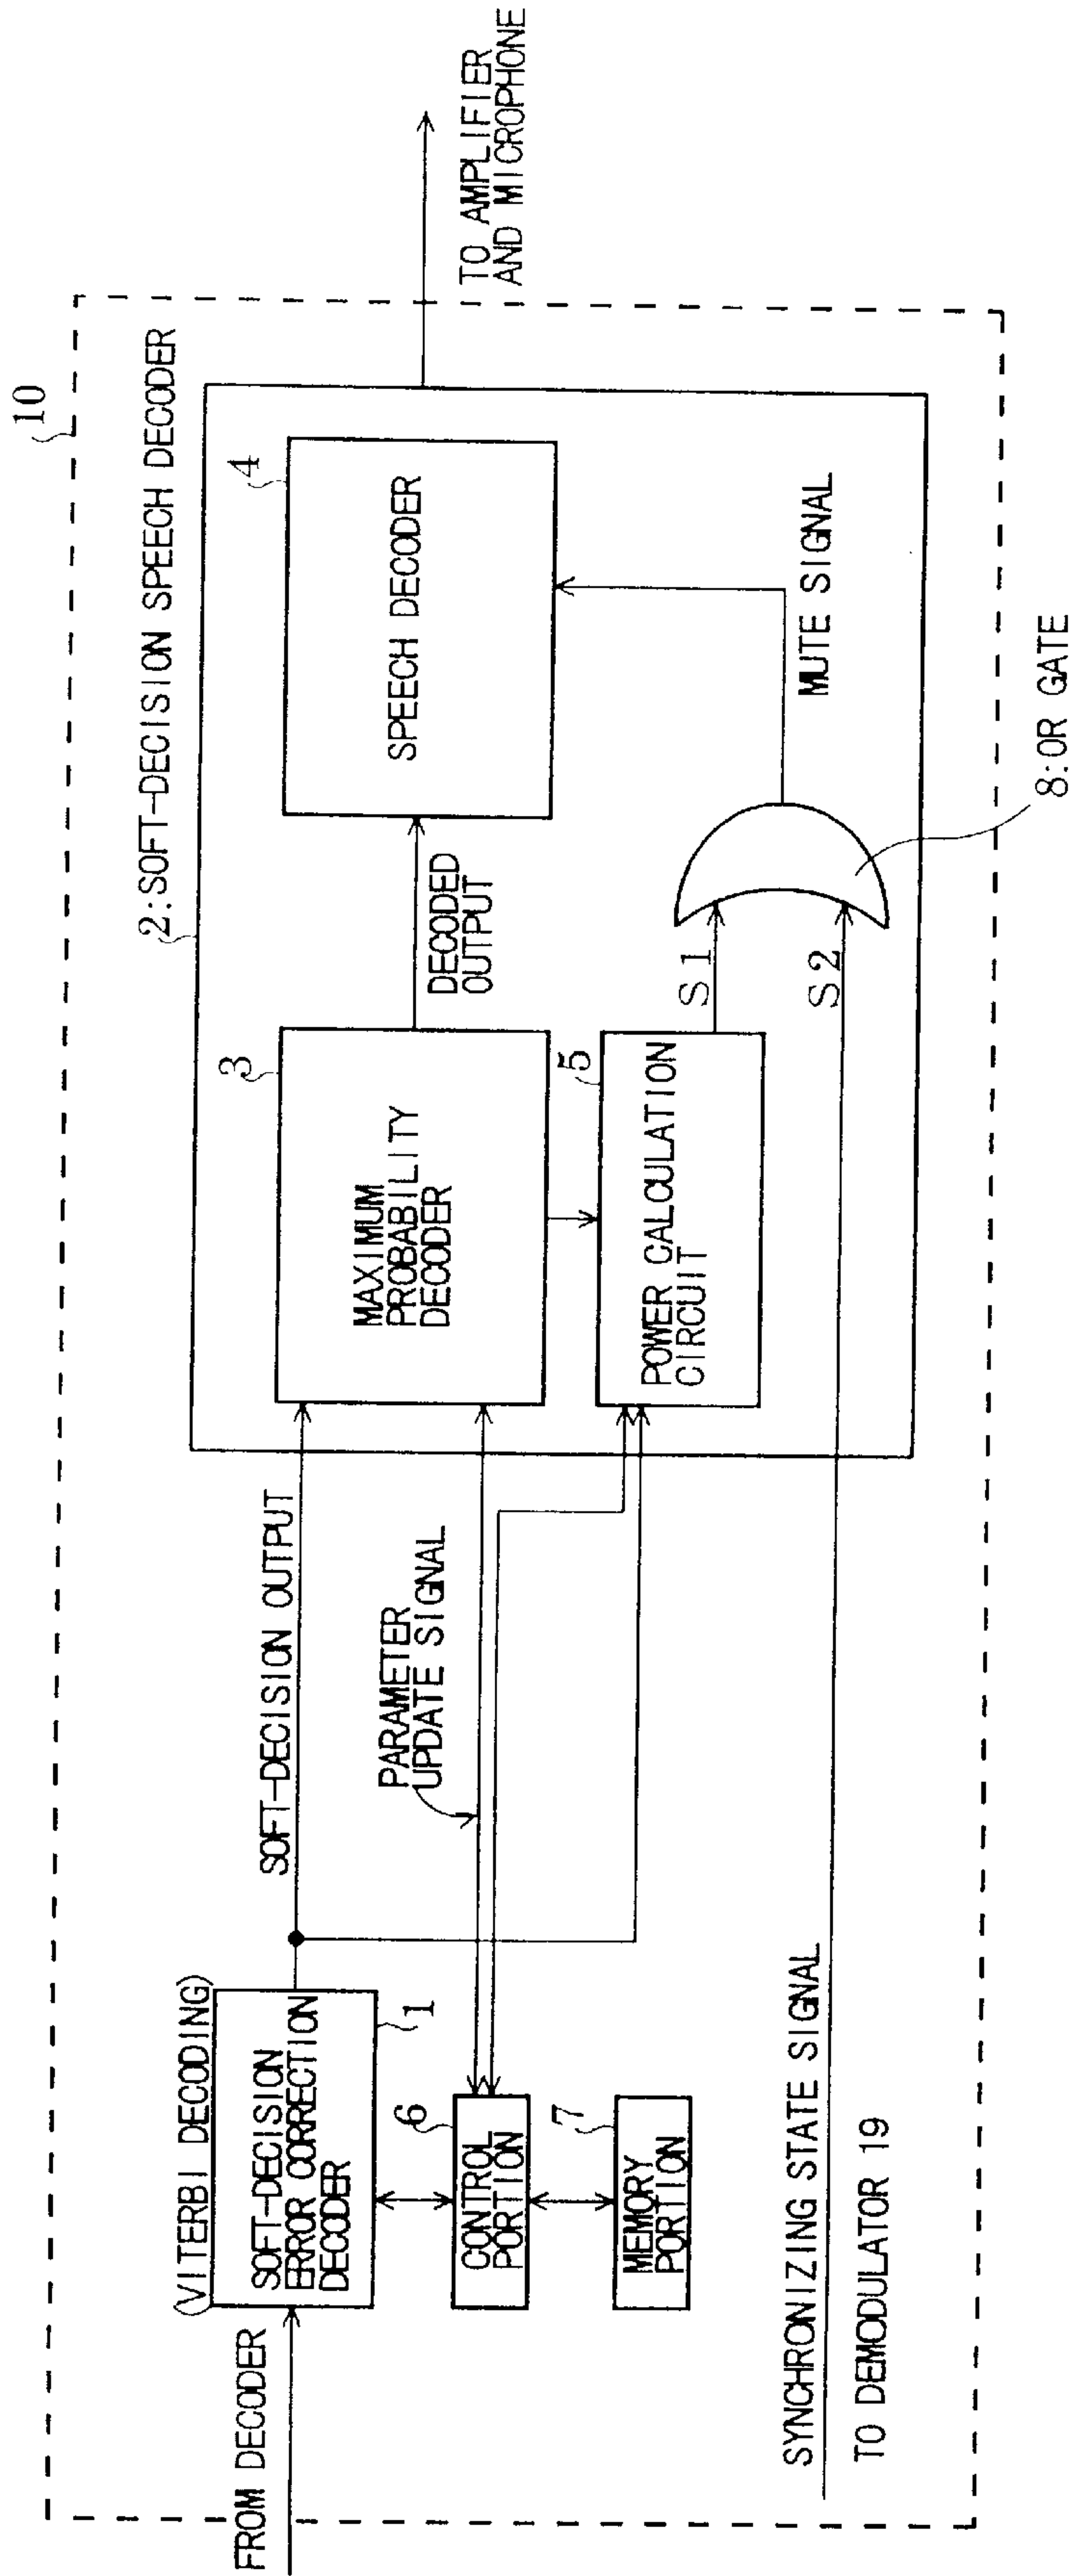 10
2:SOFT-DECISION SPEECH DECODER
(VITERBI DECODING)
SOFT-DECISION
ERROR CORRECTION
DECODER
1
FROM DECODER
SOFT-DECISION OUTPUT
3
MAXIMUM
PROBABILITY
DECODER
DECODED
OUTPUT
4
SPEECH DECODER
TO AMPLIFIER
AND MICROPHONE
PARAMETER
UPDATE SIGNAL
6
CONTROL
PORTION
7
MEMORY
PORTION
5
POWER CALCULATION
CIRCUIT
S1
S2
MUTE SIGNAL
8:OR GATE
SYNCHRONIZING STATE SIGNAL
TO DEMODULATOR 19